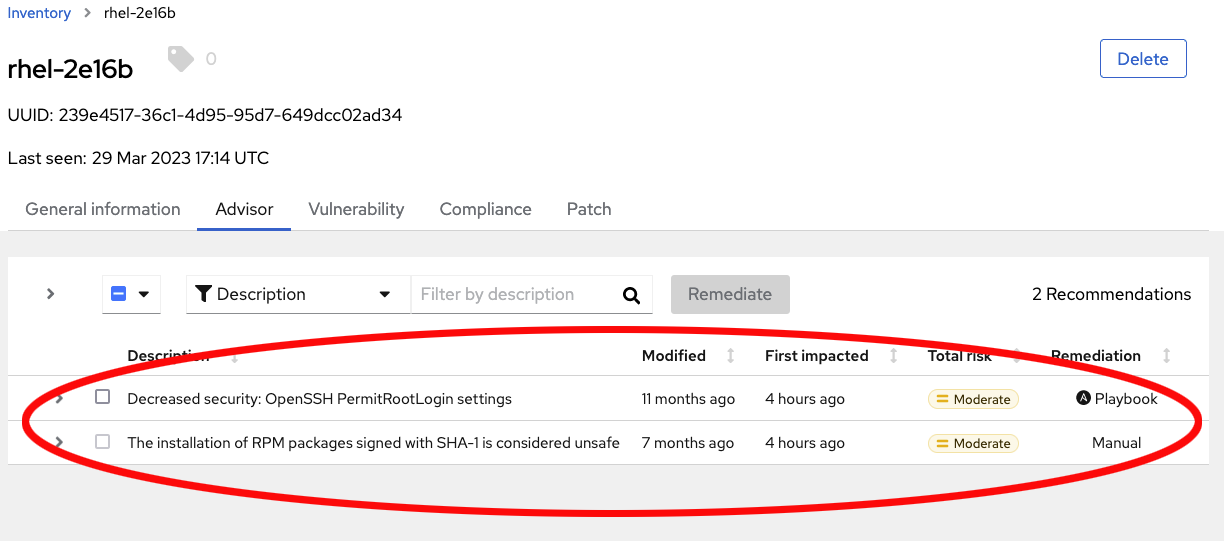 Inventory > rhel-2e16b
rhel-2e16b 0 Delete
UUID: 239e4517-36c1-4d95-95d7-649dcc02ad34
Last seen: 29 Mar 2023 17:14 UTC
General information Advisor Vulnerability Compliance Patch
Description Filter by description Remediate 2 Recommendations
Description Modified First impacted Total risk Remediation
Decreased security: OpenSSH PermitRootLogin settings 11 months ago 4 hours ago Moderate Playbook
The installation of RPM packages signed with SHA-1 is considered unsafe 7 months ago 4 hours ago Moderate Manual